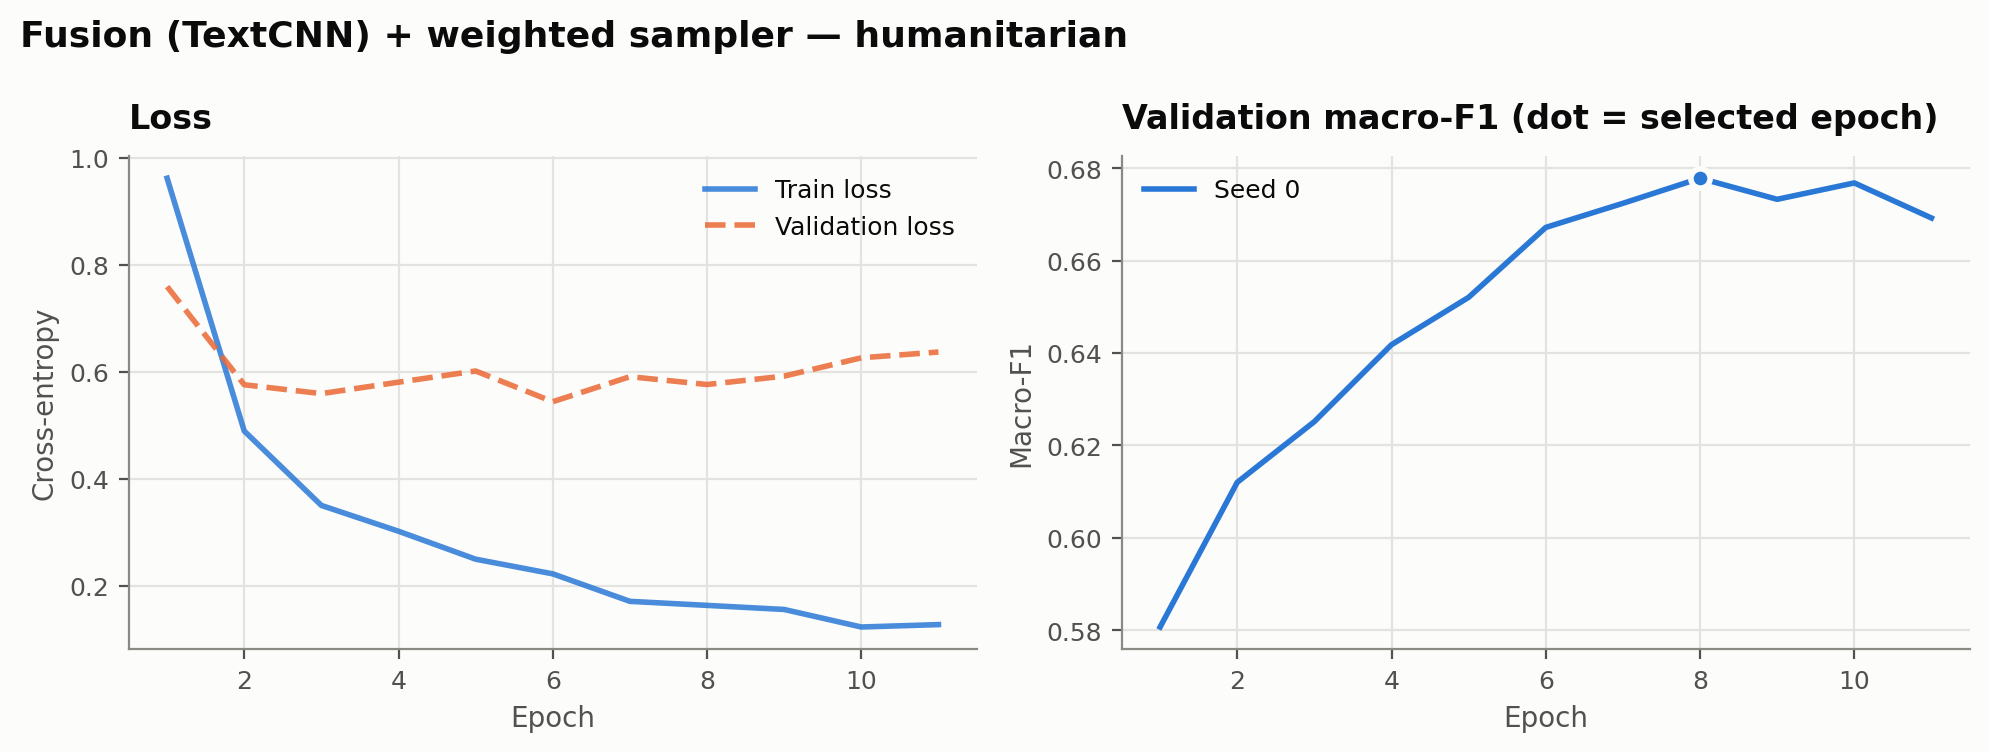 Fusion (TextCNN) + weighted sampler — humanitarian
Loss
1.0
0.8
0.6
0.4
0.2
Cross-entropy
Train loss
Validation loss
2 4 6 8 10
Epoch
Validation macro-F1 (dot = selected epoch)
0.68
0.66
0.64
0.62
0.60
0.58
Macro-F1
Seed 0
2 4 6 8 10
Epoch